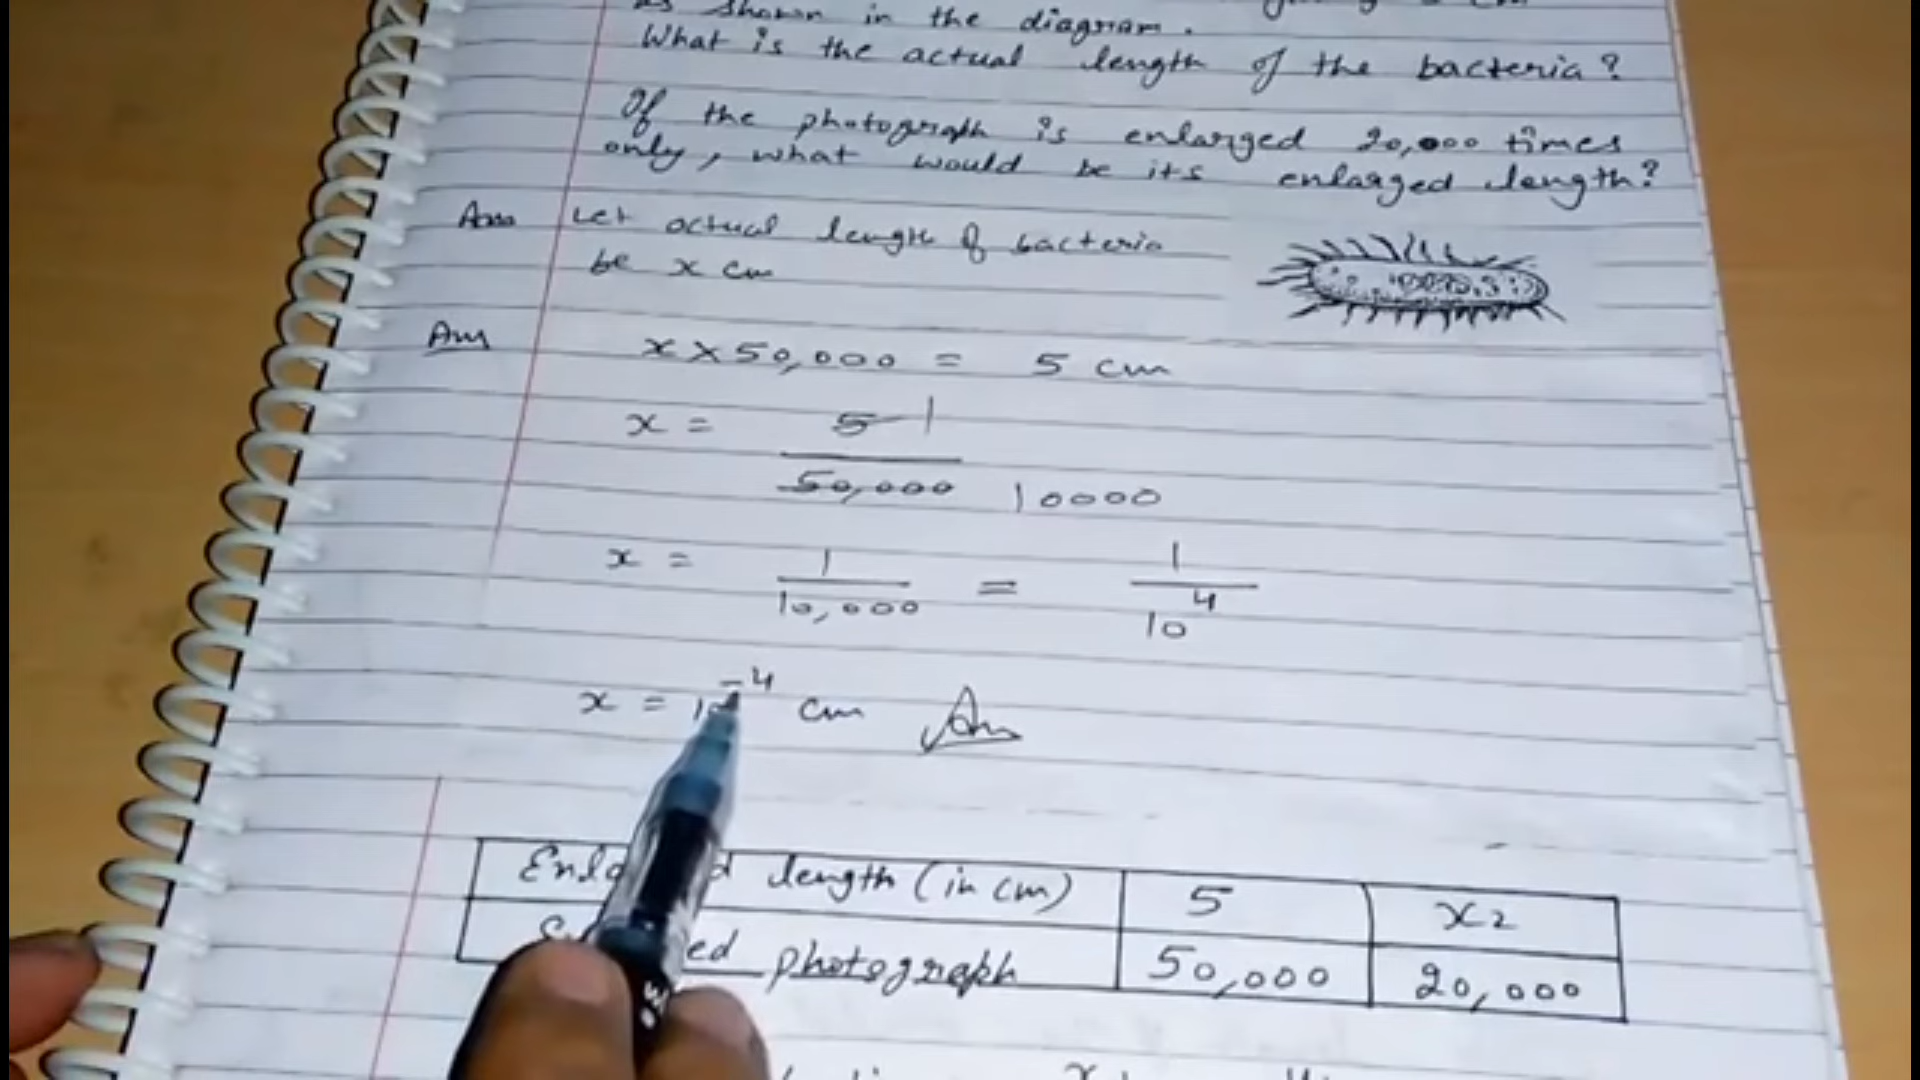 as shown in the diagram.
What is the actual length of the bacteria?
If the photograph is enlarged 20,000 times
only, what would be its enlarged length?
Ans Let actual length of bacteria
be x cm
Ans x × 50,000 = 5 cm
x = 5 1
50,000 10000
x = 1/10,000 = 1/10^4
x = 10^-4 cm Ans
length (in cm) 5 x2
photograph 50,000 20,000